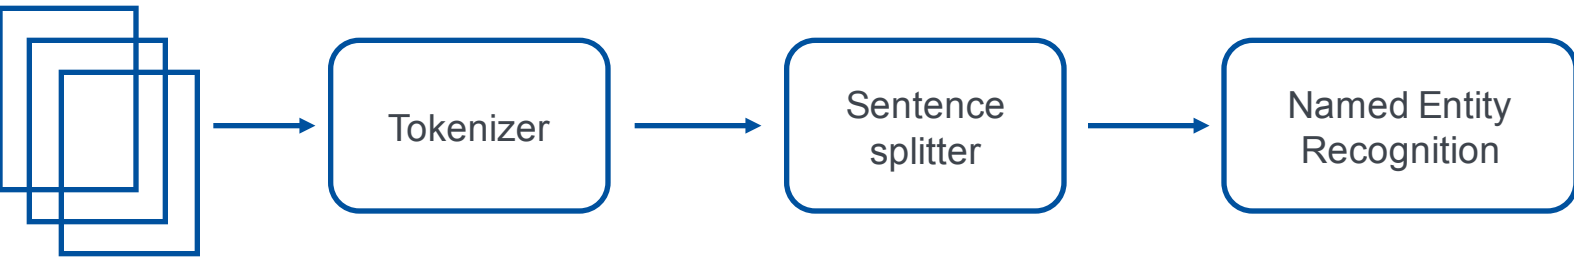 Tokenizer
Sentence
splitter
Named Entity
Recognition